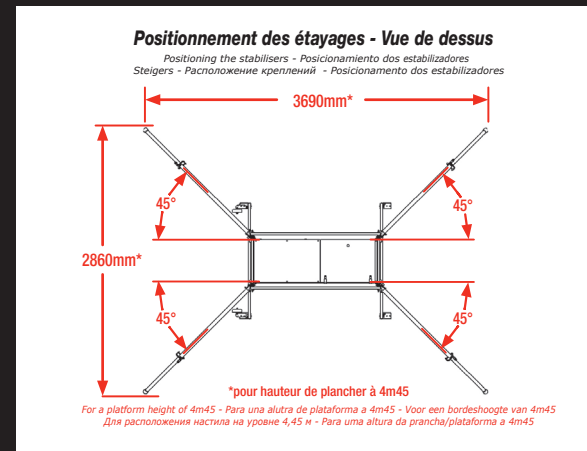 Positionnement des étayages - Vue de dessus
Positioning the stabilisers - Posicionamiento dos estabilizadores
Steigers - Расположение креплений - Posicionamento dos estabilizadores
3690mm*
45°
45°
2860mm*
45°
45°
*pour hauteur de plancher à 4m45
For a platform height of 4m45 - Para una alutra de plataforma a 4m45 - Voor een bordeshoogte van 4m45
Для расположения настила на уровне 4,45 м - Para uma altura da prancha/plataforma a 4m45